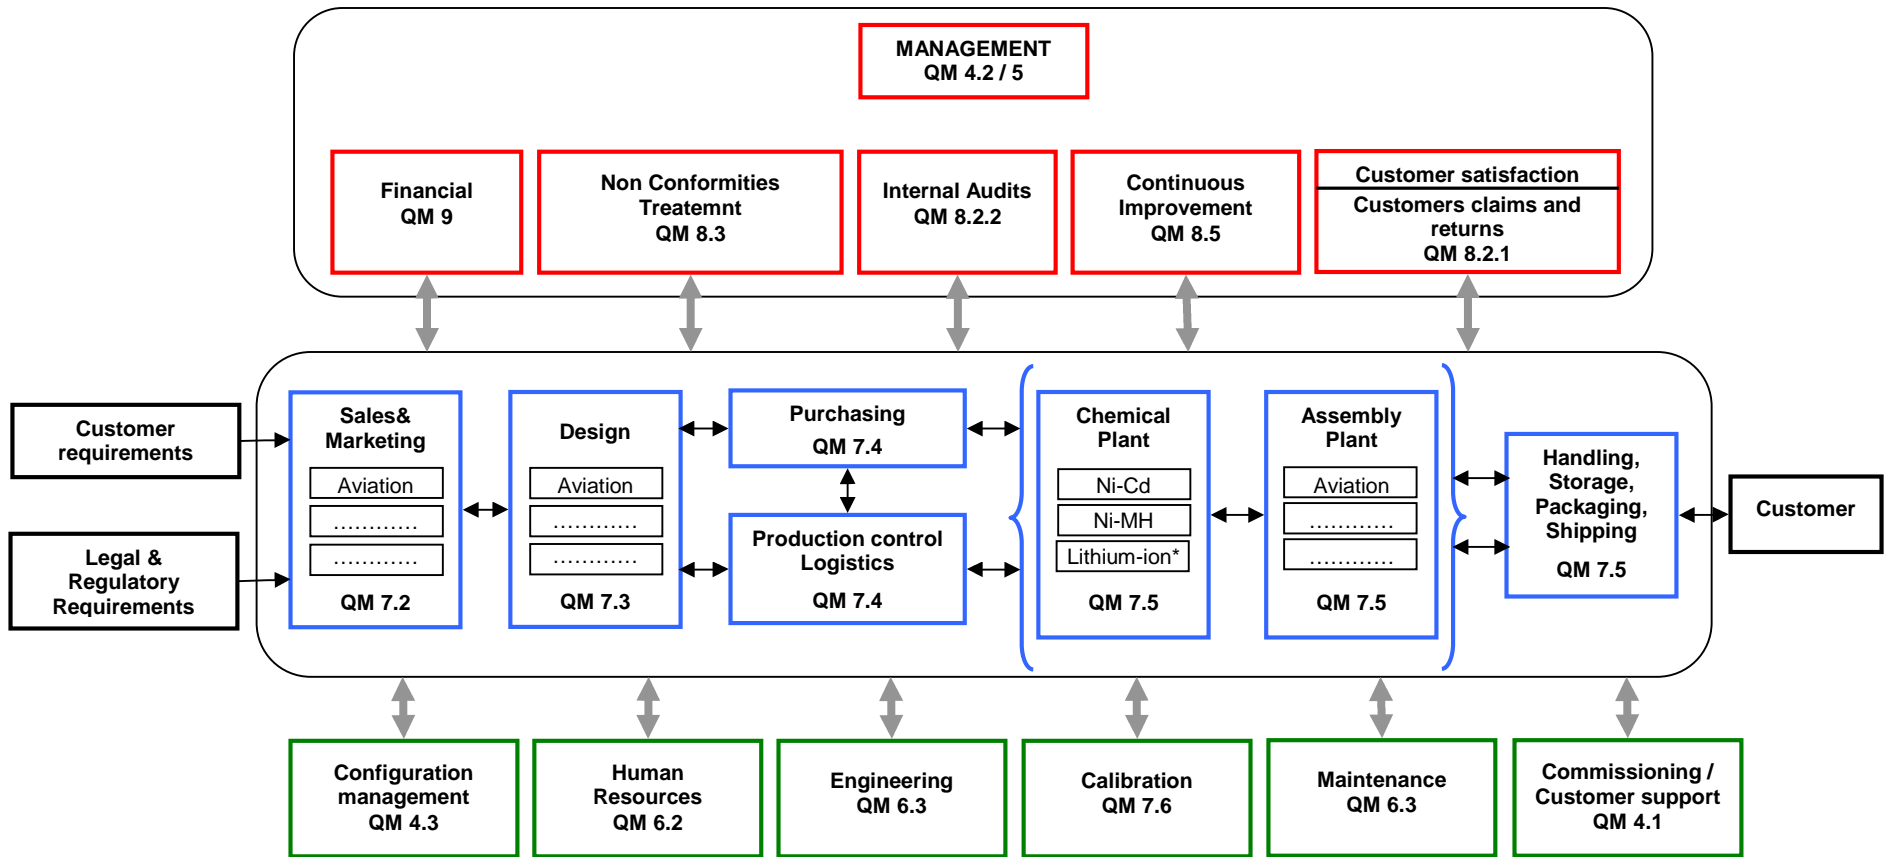 MANAGEMENT
QM 4.2 / 5
Financial
QM 9
Non Conformities
Treatemnt
QM 8.3
Internal Audits
QM 8.2.2
Continuous
Improvement
QM 8.5
Customer satisfaction
Customers claims and
returns
QM 8.2.1
Customer
requirements
Legal &
Regulatory
Requirements
Sales&
Marketing
Aviation
…………
…………
QM 7.2
Design
Aviation
…………
…………
QM 7.3
Purchasing
QM 7.4
Production control
Logistics
QM 7.4
Chemical
Plant
Ni-Cd
Ni-MH
Lithium-ion*
QM 7.5
Assembly
Plant
Aviation
…………
…………
QM 7.5
Handling,
Storage,
Packaging,
Shipping
QM 7.5
Customer
Configuration
management
QM 4.3
Human
Resources
QM 6.2
Engineering
QM 6.3
Calibration
QM 7.6
Maintenance
QM 6.3
Commissioning /
Customer support
QM 4.1